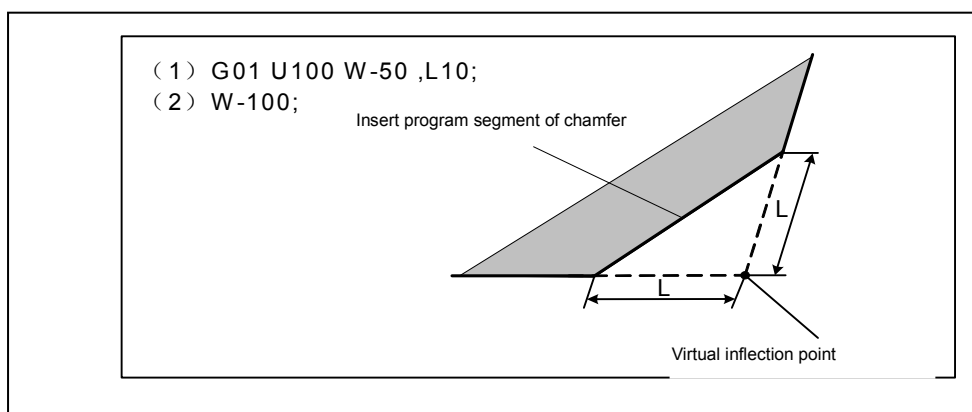 （1） G01 U100 W-50 ,L10;
（2） W-100;
Insert program segment of chamfer
L
L
Virtual inflection point